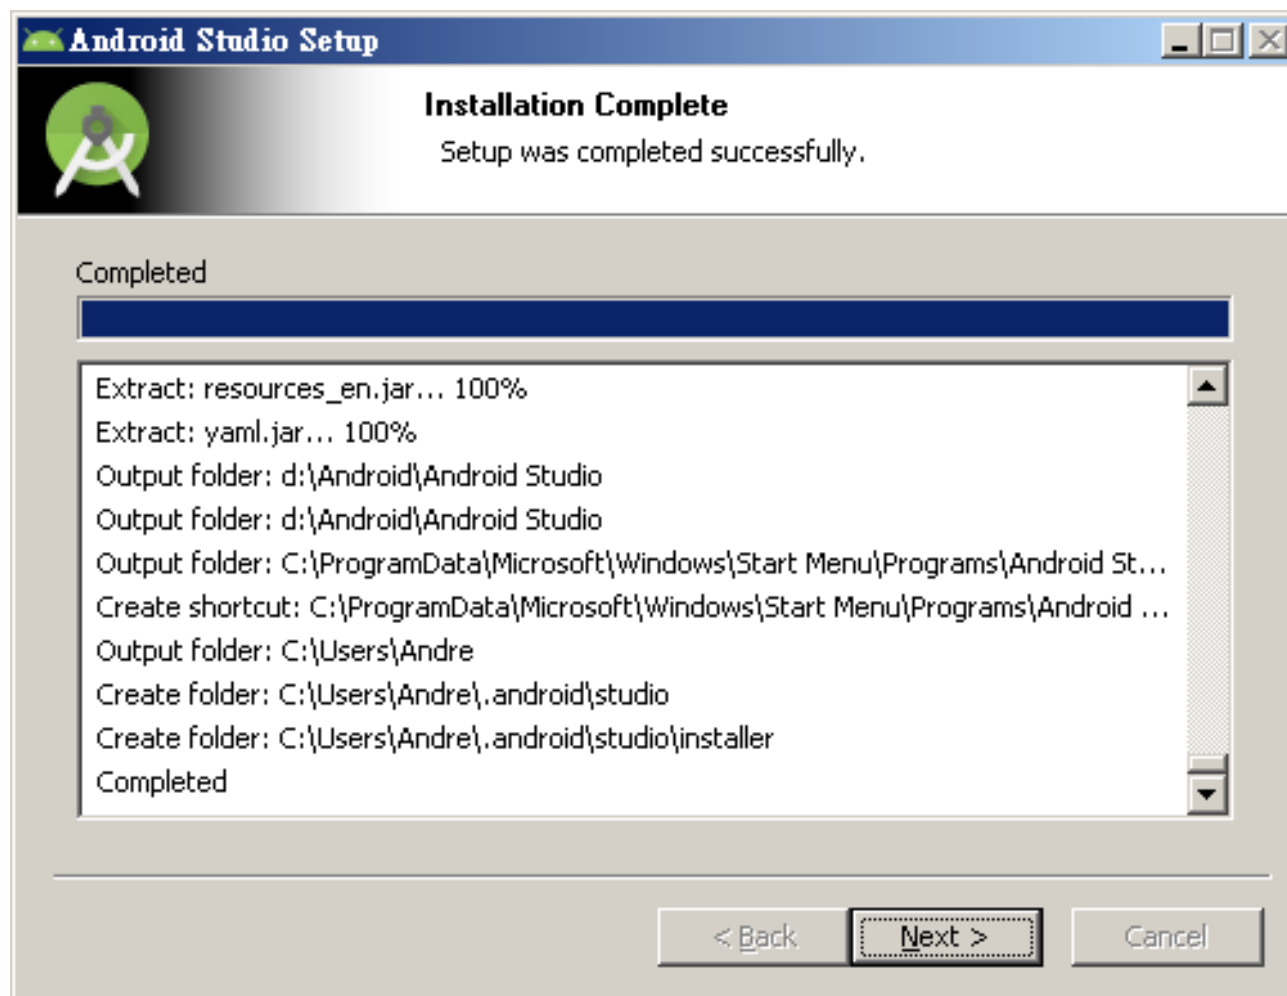 Android Studio Setup
Installation Complete
Setup was completed successfully.
Completed
Extract: resources_en.jar... 100%
Extract: yaml.jar... 100%
Output folder: d:\Android\Android Studio
Output folder: d:\Android\Android Studio
Output folder: C:\ProgramData\Microsoft\Windows\Start Menu\Programs\Android St...
Create shortcut: C:\ProgramData\Microsoft\Windows\Start Menu\Programs\Android ...
Output folder: C:\Users\Andre
Create folder: C:\Users\Andre\.android\studio
Create folder: C:\Users\Andre\.android\studio\installer
Completed
< Back Next > Cancel